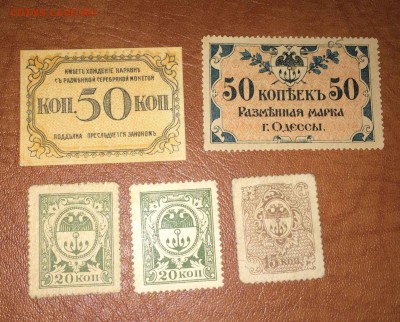 ИМѢЕТЪ ХОЖДЕНІЕ НАРАВНѢ
СЪ РАЗМѢННОЙ СЕРЕБРЯНОЙ МОНЕТОЙ
КОП. 50 КОП.
ПОДДѢЛКА ПРЕСЛѢДУЕТСЯ ЗАКОНОМЪ
50 КОПѢЕКЪ 50
РАЗМѢННАЯ МАРКА
Г. ОДЕССЫ.
20 КОП
20 КОП
15 КОП.